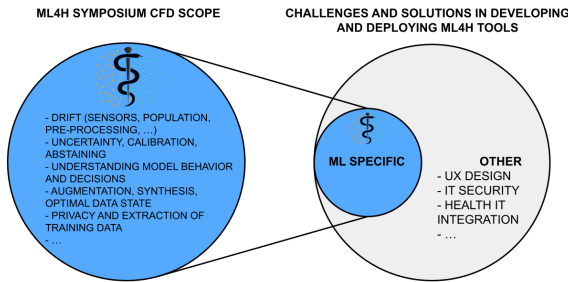 ML4H SYMPOSIUM CFD SCOPE
- DRIFT (SENSORS, POPULATION,
PRE-PROCESSING, ...)
- UNCERTAINTY, CALIBRATION,
ABSTAINING
- UNDERSTANDING MODEL BEHAVIOR
AND DECISIONS
- AUGMENTATION, SYNTHESIS,
OPTIMAL DATA STATE
- PRIVACY AND EXTRACTION OF
TRAINING DATA
- ...
CHALLENGES AND SOLUTIONS IN DEVELOPING
AND DEPLOYING ML4H TOOLS
ML SPECIFIC
OTHER
- UX DESIGN
- IT SECURITY
- HEALTH IT
INTEGRATION
- ...